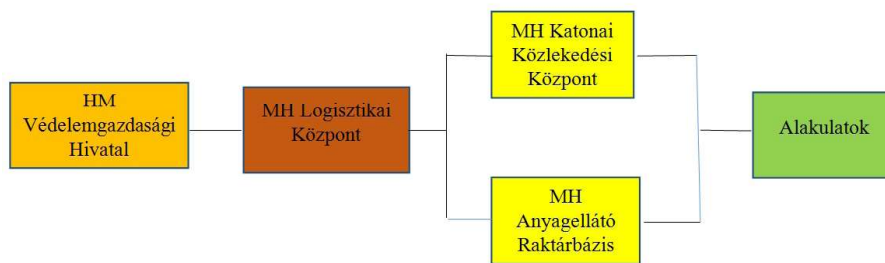 HM
Védelemgazdasági
Hivatal
MH Logisztikai
Központ
MH Katonai
Közlekedési
Központ
MH
Anyagellátó
Raktárbázis
Alakulatok